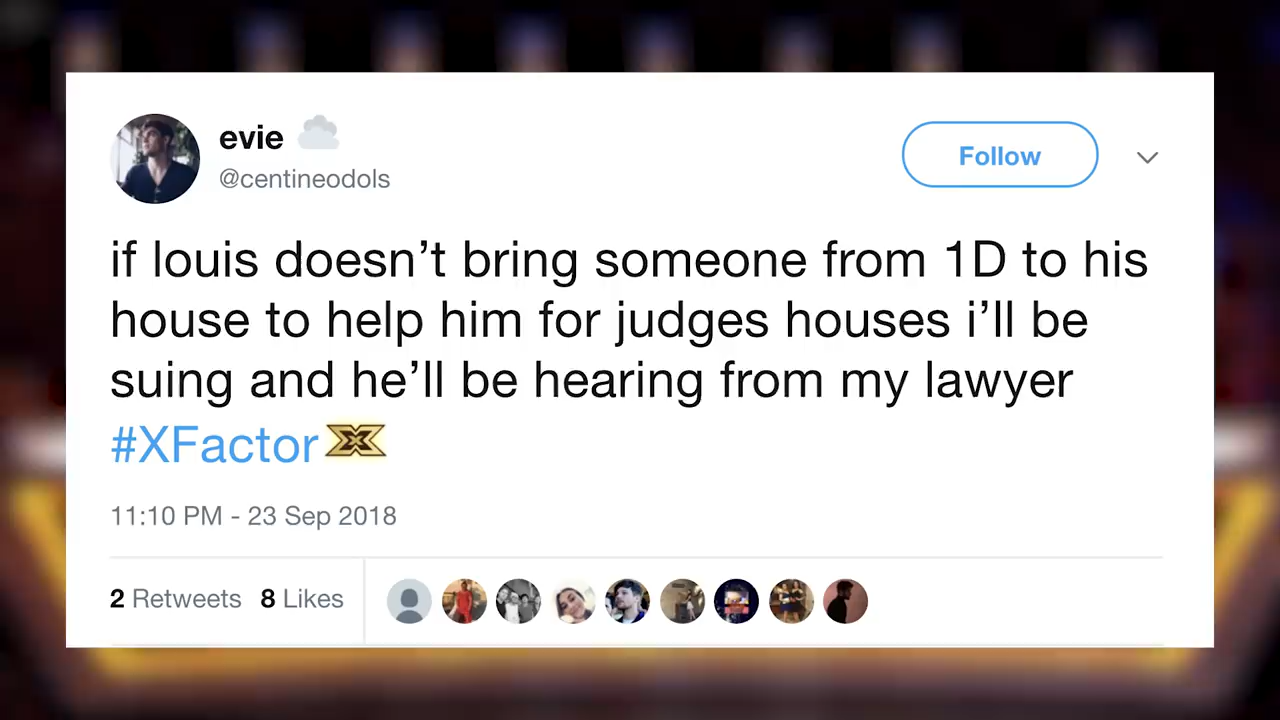 evie
@centineodols
Follow
if louis doesn’t bring someone from 1D to his
house to help him for judges houses i’ll be
suing and he’ll be hearing from my lawyer
#XFactor
11:10 PM - 23 Sep 2018
2 Retweets 8 Likes